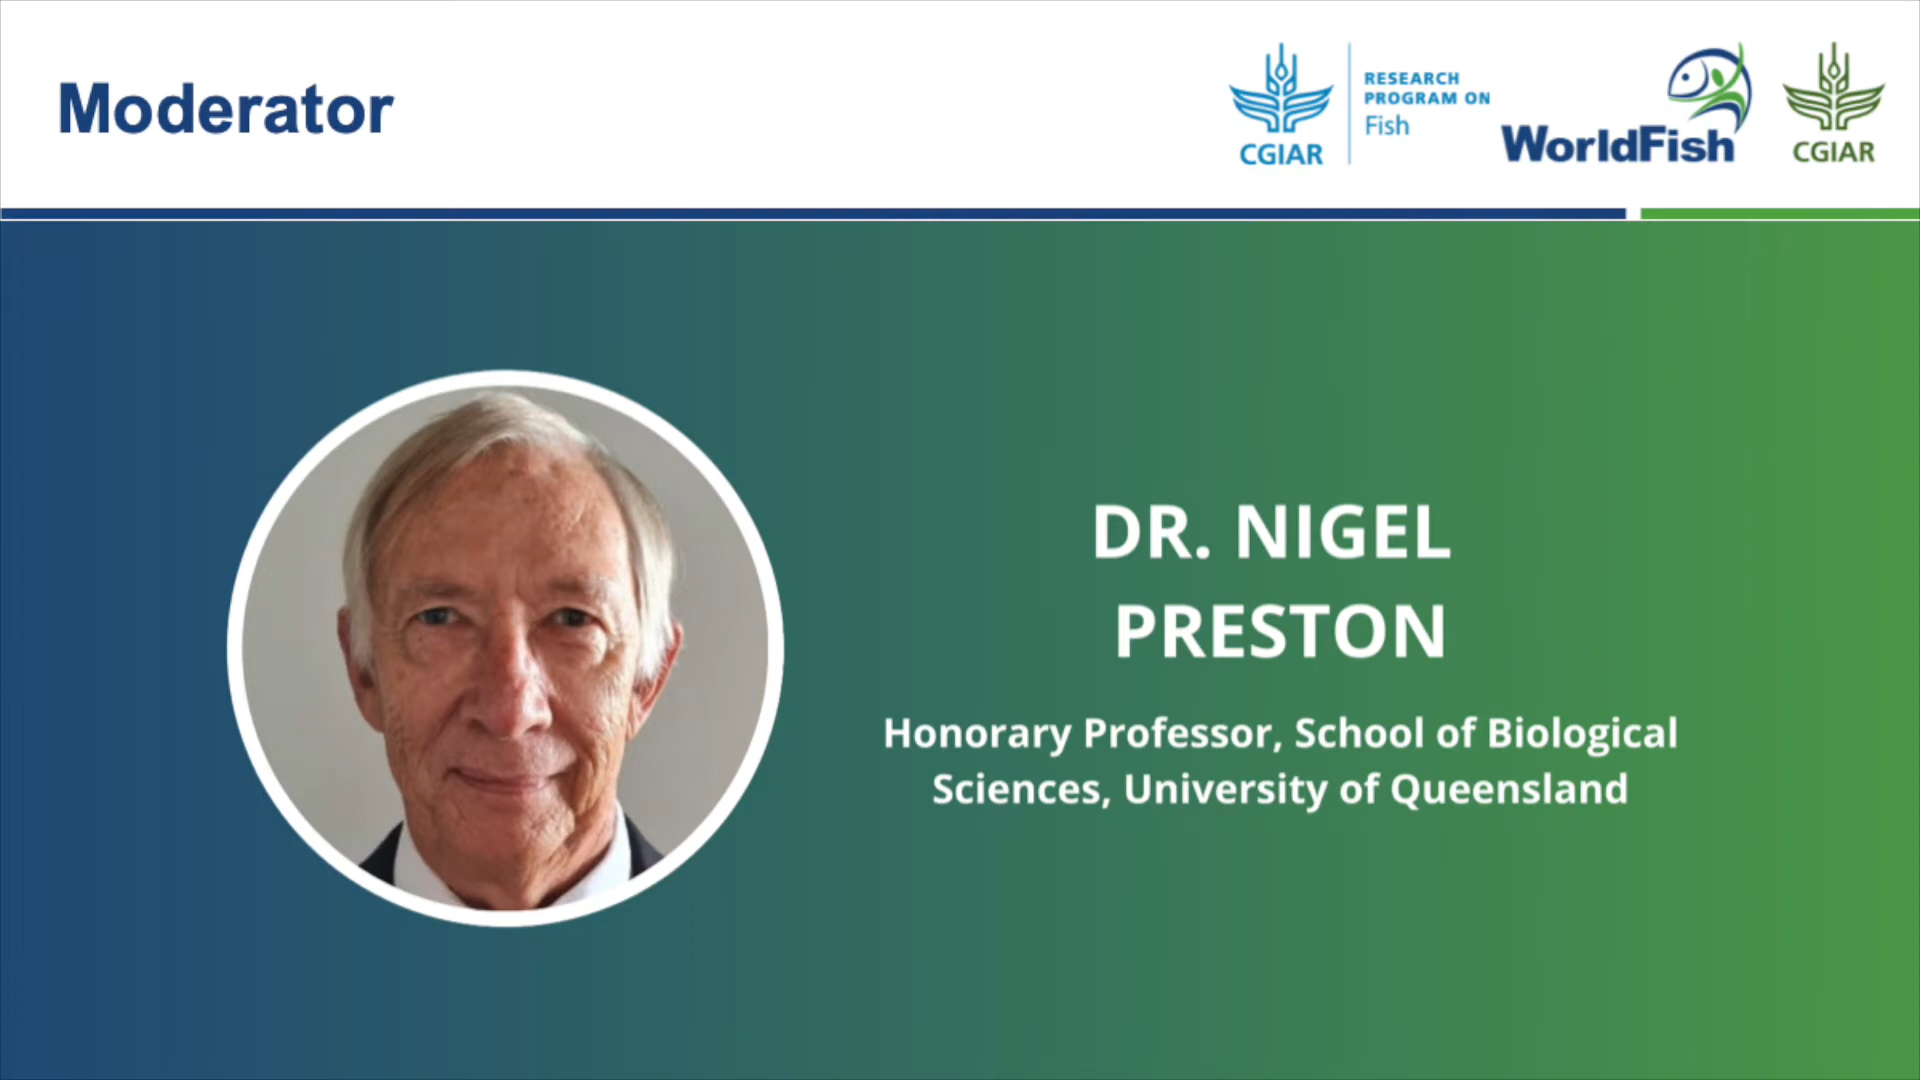 Moderator
CGIAR
RESEARCH
PROGRAM ON
Fish
WorldFish
CGIAR
DR. NIGEL
PRESTON
Honorary Professor, School of Biological
Sciences, University of Queensland